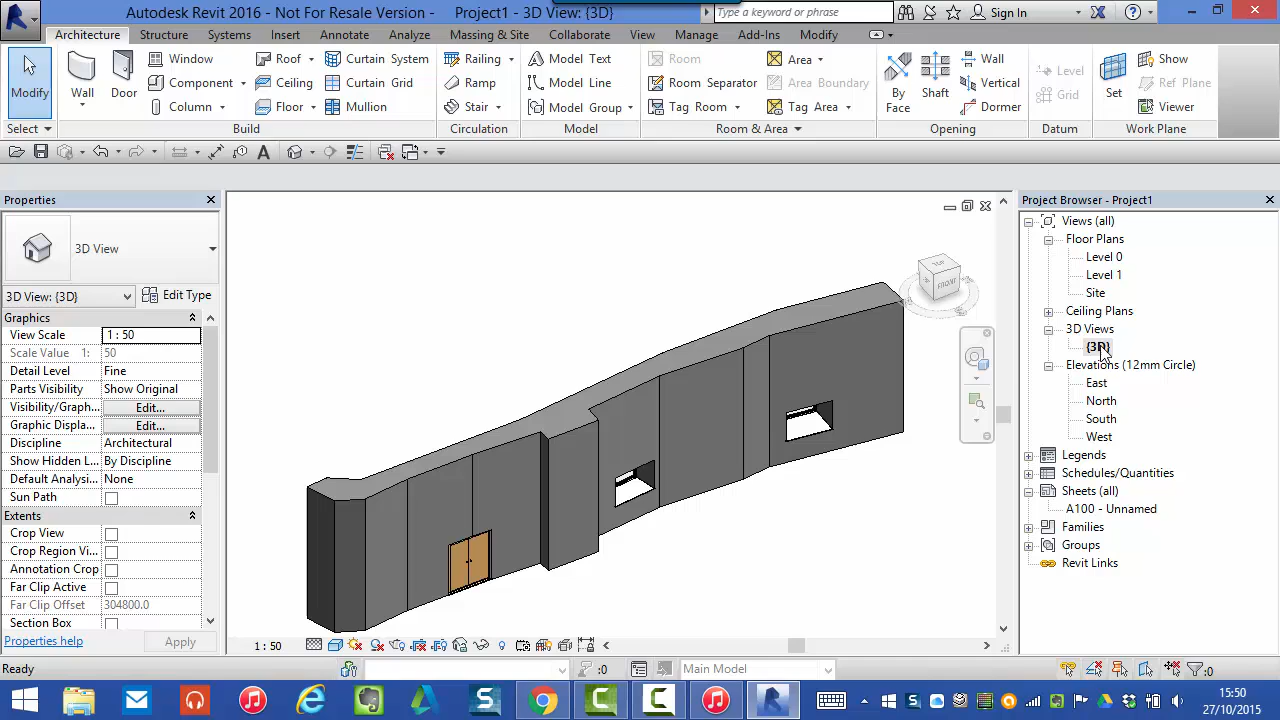 Autodesk Revit 2016 - Not For Resale Version - Project1 - 3D View: {3D}
Type a keyword or phrase
Sign In
Architecture Structure Systems Insert Annotate Analyze Massing & Site Collaborate View Manage Add-Ins Modify
Modify
Wall
Door
Window
Component
Column
Roof
Ceiling
Floor
Curtain System
Curtain Grid
Mullion
Railing
Ramp
Stair
Model Text
Model Line
Model Group
Room
Room Separator
Tag Room
Area
Area Boundary
Tag Area
By Face
Shaft
Wall
Vertical
Dormer
Level
Grid
Set
Show
Ref Plane
Viewer
Select Build Circulation Model Room & Area Opening Datum Work Plane
Properties
3D View
3D View: {3D} Edit Type
Graphics
View Scale 1 : 50
Scale Value 1: 50
Detail Level Fine
Parts Visibility Show Original
Visibility/Graph... Edit...
Graphic Displa... Edit...
Discipline Architectural
Show Hidden L... By Discipline
Default Analysi... None
Sun Path
Extents
Crop View
Crop Region Vi...
Annotation Crop
Far Clip Active
Far Clip Offset 304800.0
Section Box
Properties help Apply
TOP
FRONT
1 : 50
Project Browser - Project1
Views (all)
Floor Plans
Level 0
Level 1
Site
Ceiling Plans
3D Views
{3D}
Elevations (12mm Circle)
East
North
South
West
Legends
Schedules/Quantities
Sheets (all)
A100 - Unnamed
Families
Groups
Revit Links
Ready
:0
Main Model
:0
15:50
27/10/2015